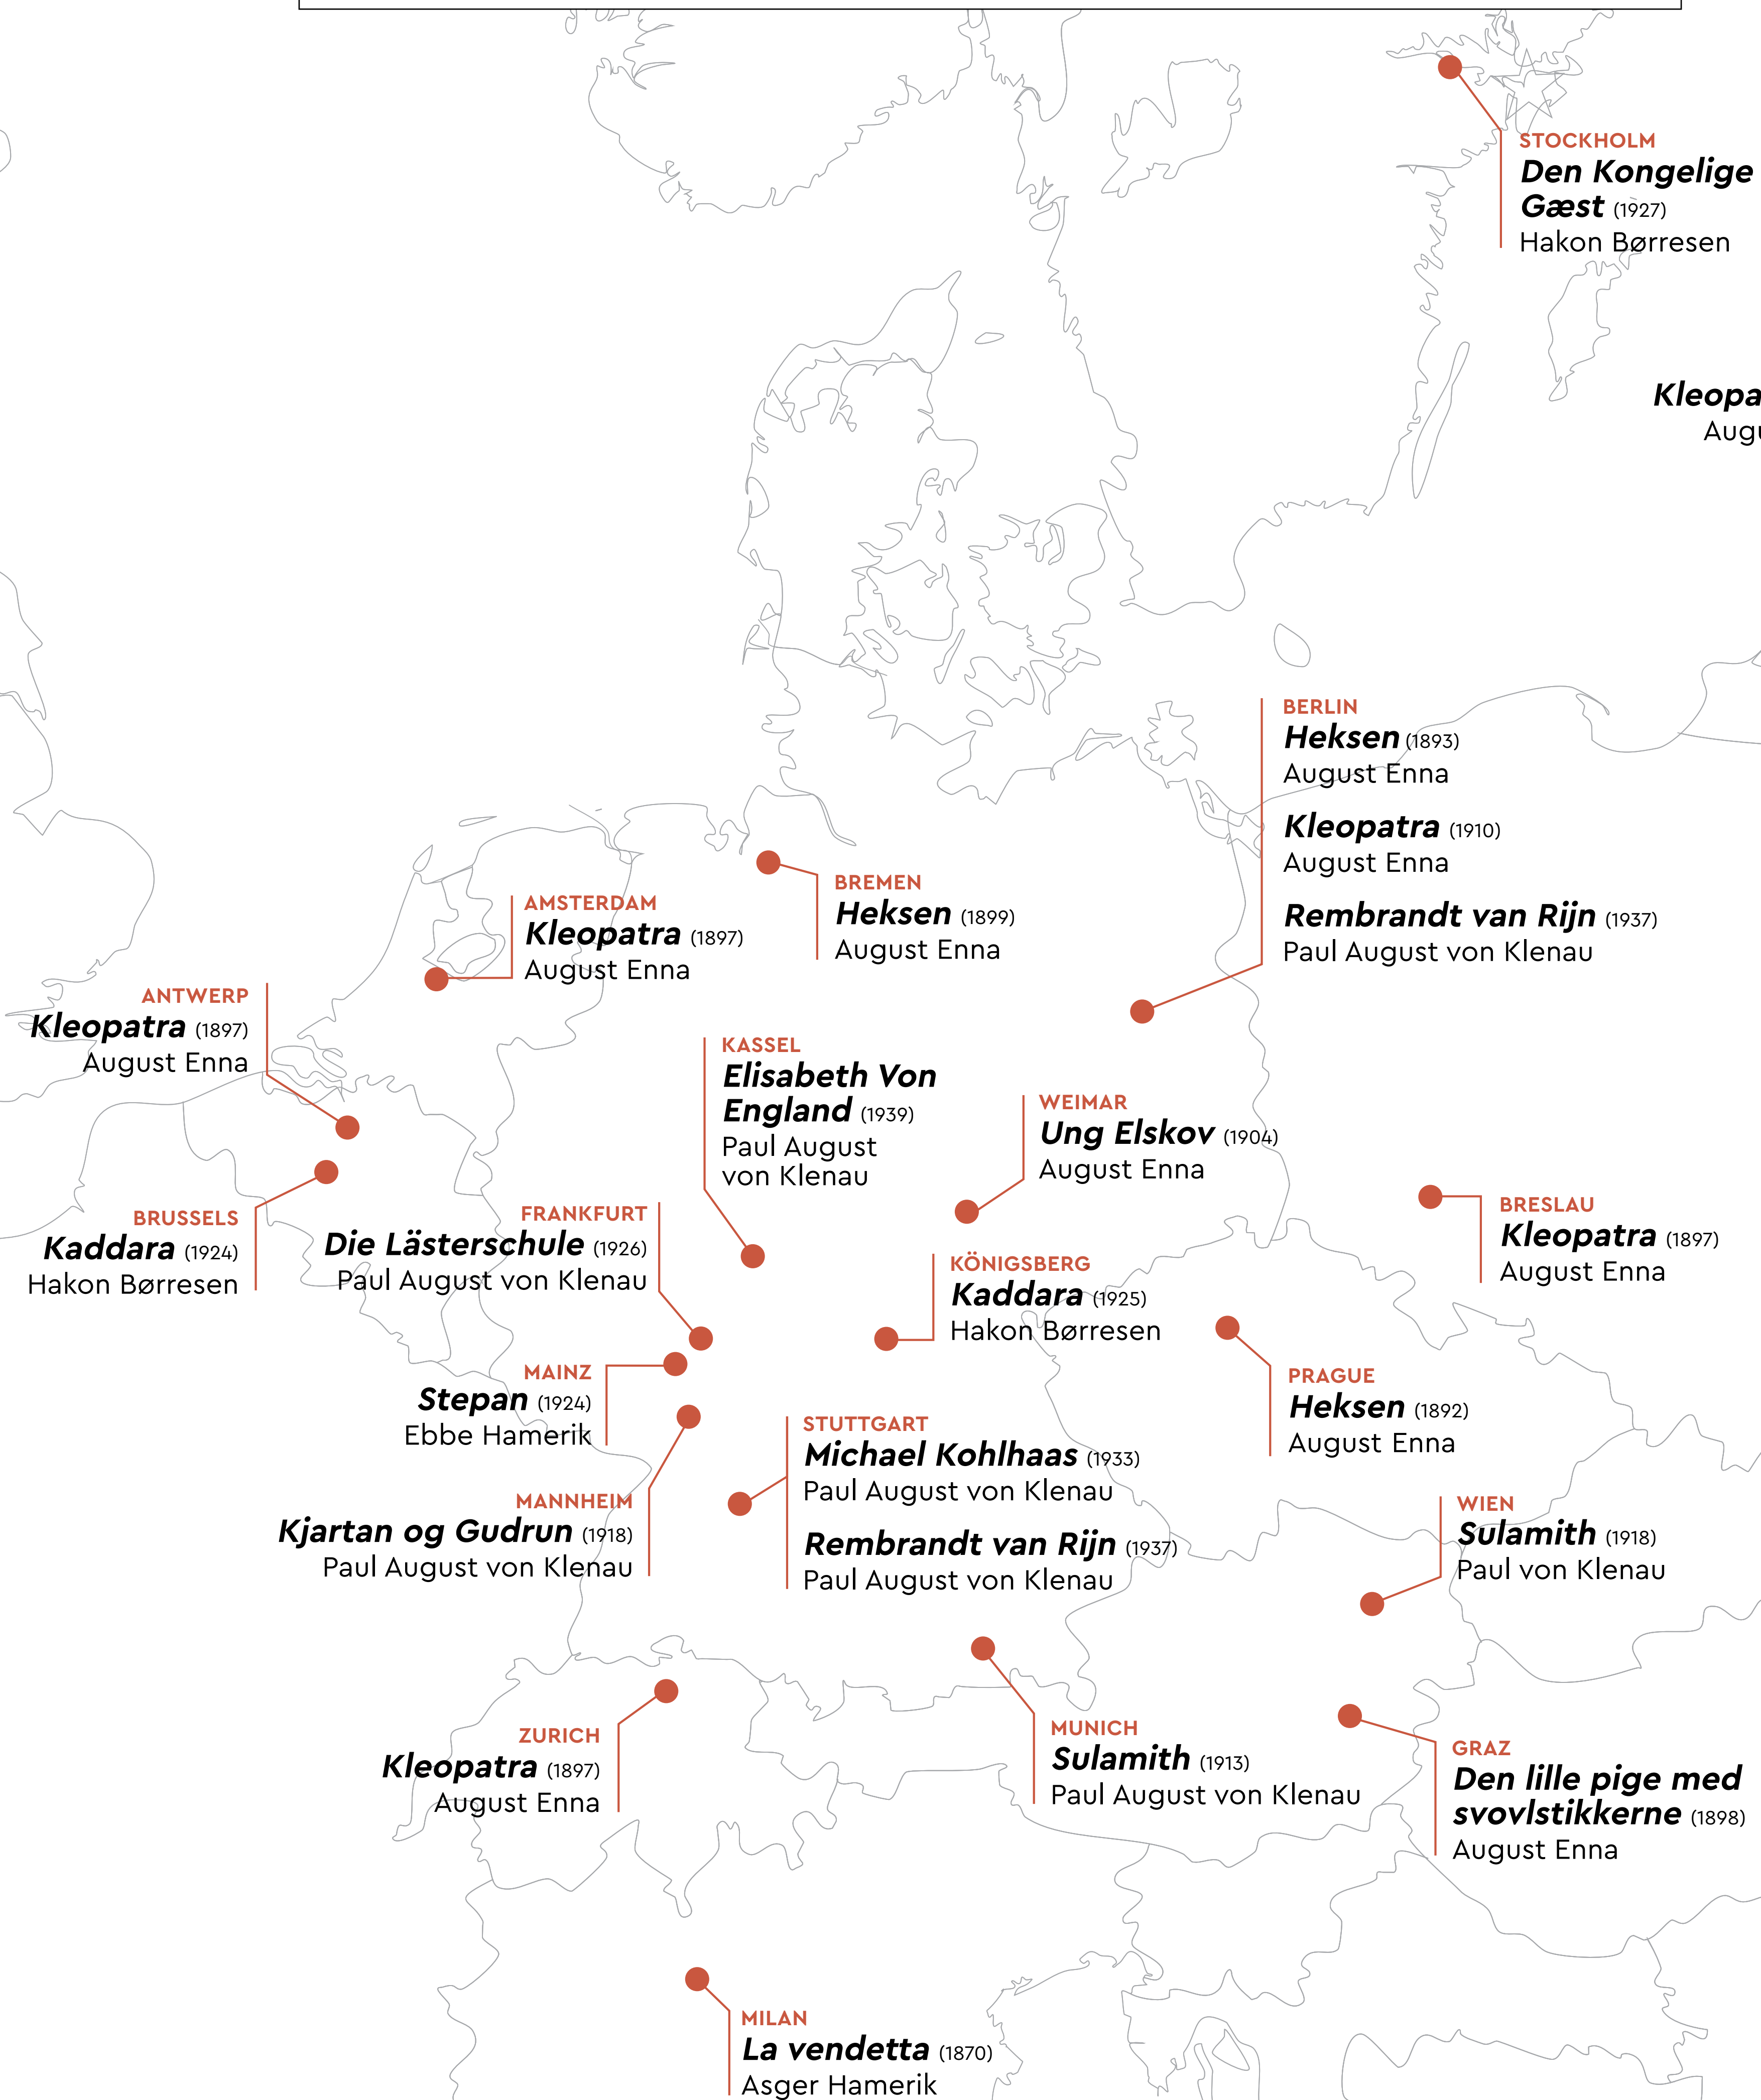 STOCKHOLM
Den Kongelige
Gæst (1927)
Hakon Børresen
BERLIN
Heksen (1893)
August Enna
Kleopatra (1910)
August Enna
Rembrandt van Rijn (1937)
Paul August von Klenau
BREMEN
Heksen (1899)
August Enna
AMSTERDAM
Kleopatra (1897)
August Enna
ANTWERP
Kleopatra (1897)
August Enna
KASSEL
Elisabeth Von
England (1939)
Paul August
von Klenau
WEIMAR
Ung Elskov (1904)
August Enna
BRESLAU
Kleopatra (1897)
August Enna
BRUSSELS
Kaddara (1924)
Hakon Børresen
FRANKFURT
Die Lästerschule (1926)
Paul August von Klenau
KÖNIGSBERG
Kaddara (1925)
Hakon Børresen
MAINZ
Stepan (1924)
Ebbe Hamerik
PRAGUE
Heksen (1892)
August Enna
STUTTGART
Michael Kohlhaas (1933)
Paul August von Klenau
Rembrandt van Rijn (1937)
Paul August von Klenau
MANNHEIM
Kjartan og Gudrun (1918)
Paul August von Klenau
WIEN
Sulamith (1918)
Paul von Klenau
ZURICH
Kleopatra (1897)
August Enna
MUNICH
Sulamith (1913)
Paul August von Klenau
GRAZ
Den lille pige med
svovlstikkerne (1898)
August Enna
MILAN
La vendetta (1870)
Asger Hamerik